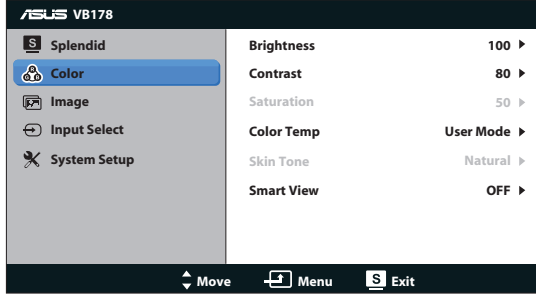 ASUS VB178
S Splendid
Color
Image
Input Select
System Setup
Brightness 100
Contrast 80
Saturation 50
Color Temp User Mode
Skin Tone Natural
Smart View OFF
Move Menu S Exit